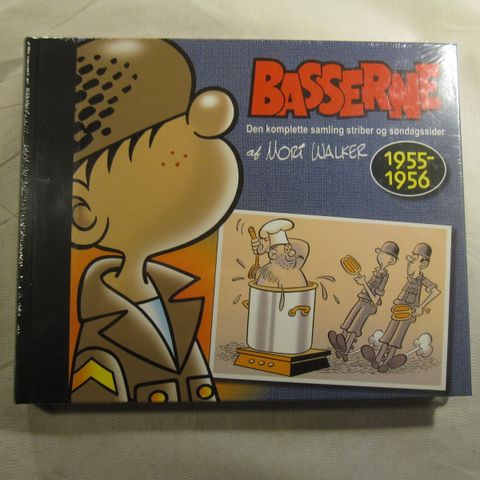 BASSERNE
Den komplette samling striber og søndagssider
af MORT WALKER
1955-
1956